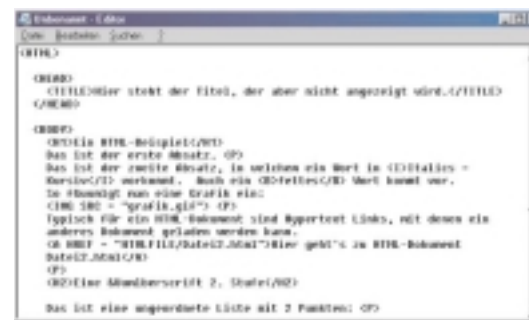 Unbenannt - Editor
Datei Bearbeiten Suchen ?
<HTML>
<HEAD>
<TITLE>Hier steht der Titel, der aber nicht angezeigt wird.</TITLE>
</HEAD>
<BODY>
<H1>Ein HTML-Beispiel</H1>
Das ist der erste Absatz. <P>
Das ist der zweite Absatz, in welchem ein Wort in <I>Italics -
Kursiv</I> vorkommt. Auch ein <B>fettes</B> Wort kommt vor.
So man eine Grafik ein:
<IMG SRC = "grafik.gif"> <P>
Typisch für ein HTML-Dokument sind Hypertext Links, mit denen ein
anderes Dokument geladen werden kann.
<A HREF = "HTMLFILE/Datei2.html">Hier geht's zu HTML-Dokument
Datei2.html</A>
<P>
<H2>Eine 2. Stufe</H2>
Das ist eine ungeordnete Liste mit 2 Punkten: <P>